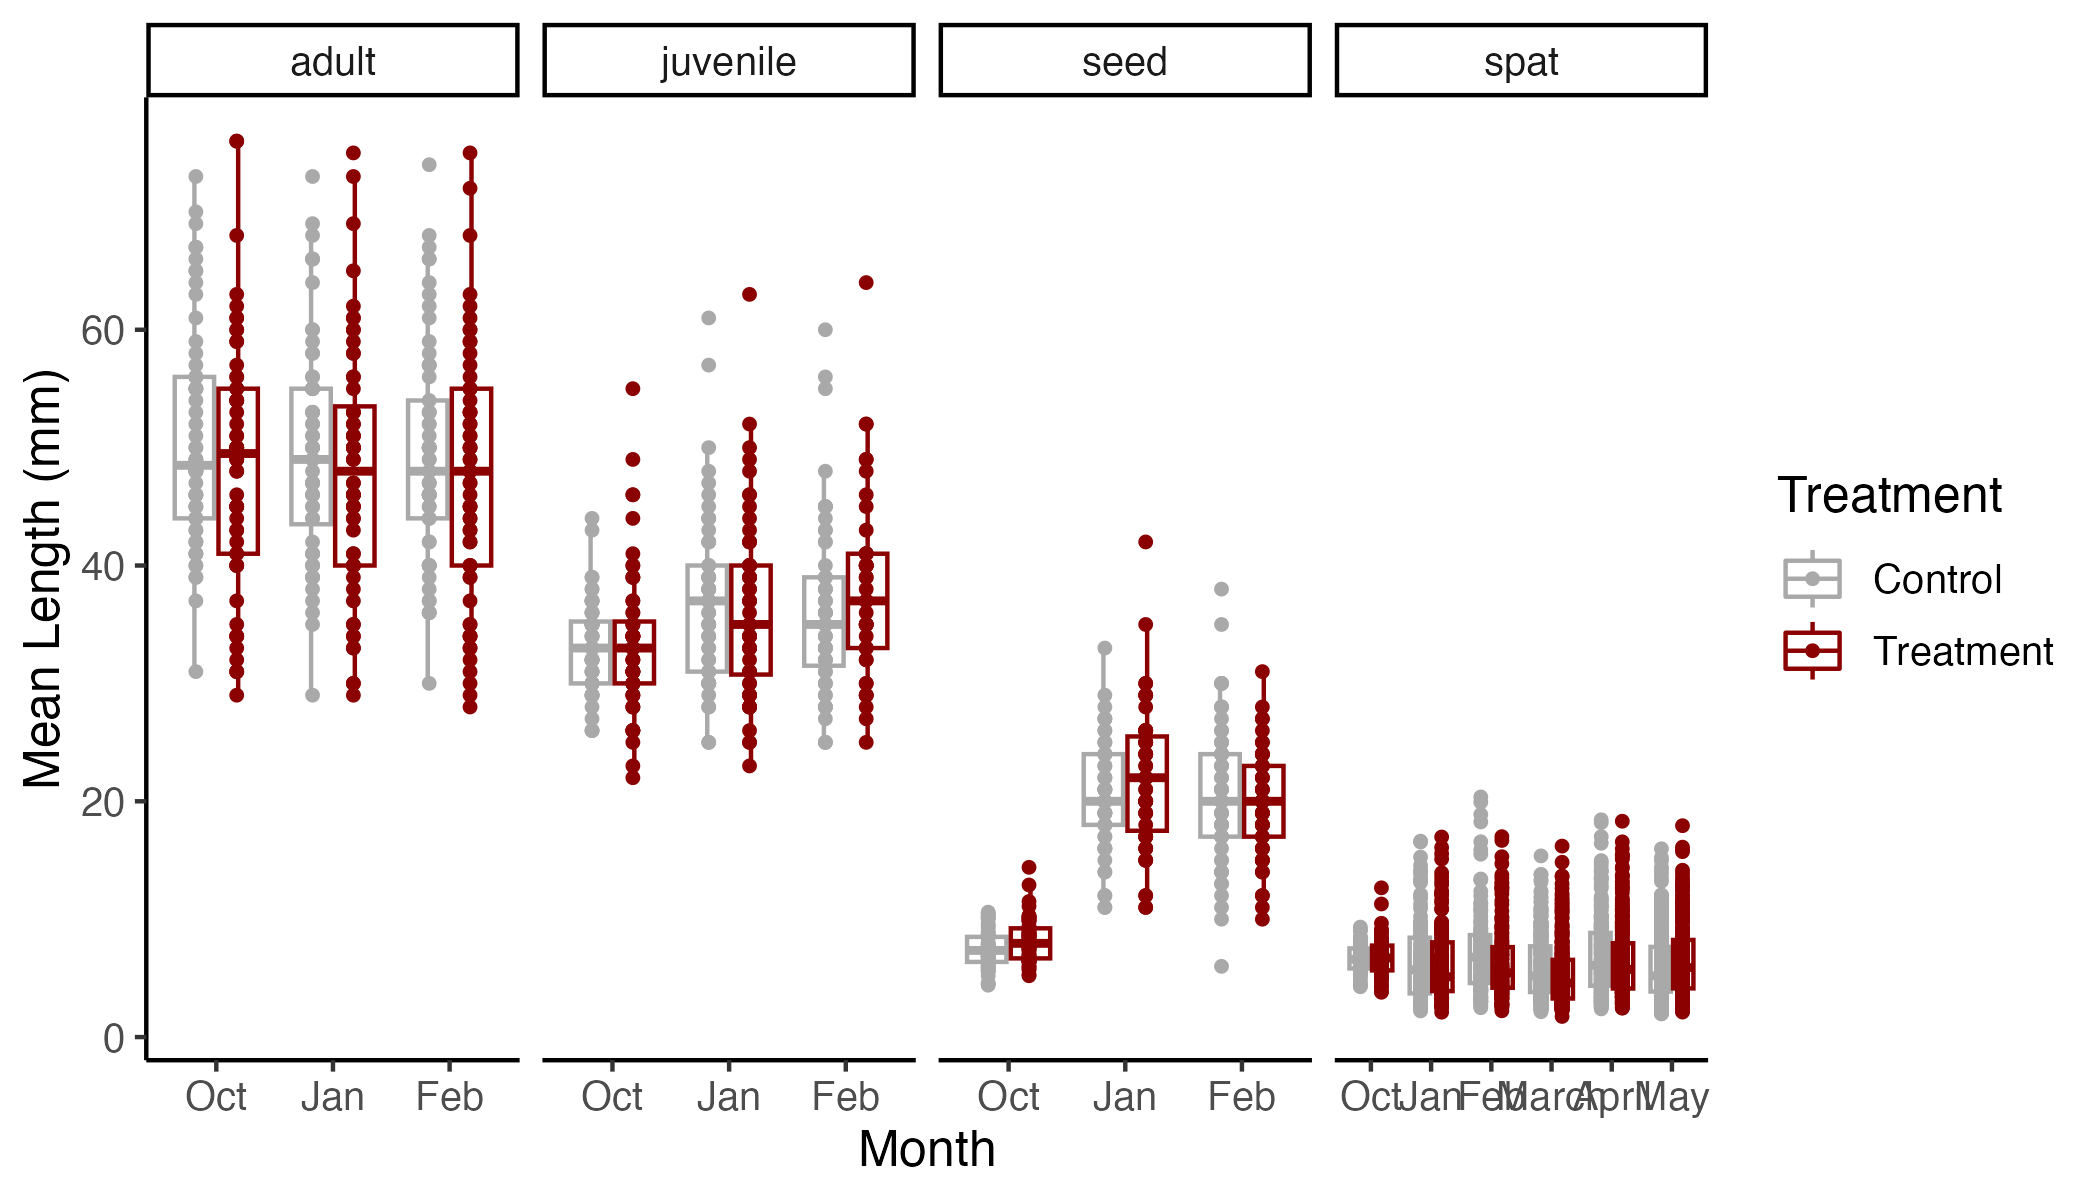 adult juvenile seed spat
Mean Length (mm)
60
40
20
0
Oct Jan Feb Oct Jan Feb Oct Jan Feb Oct Jan Feb March April May
Month
Treatment
Control
Treatment